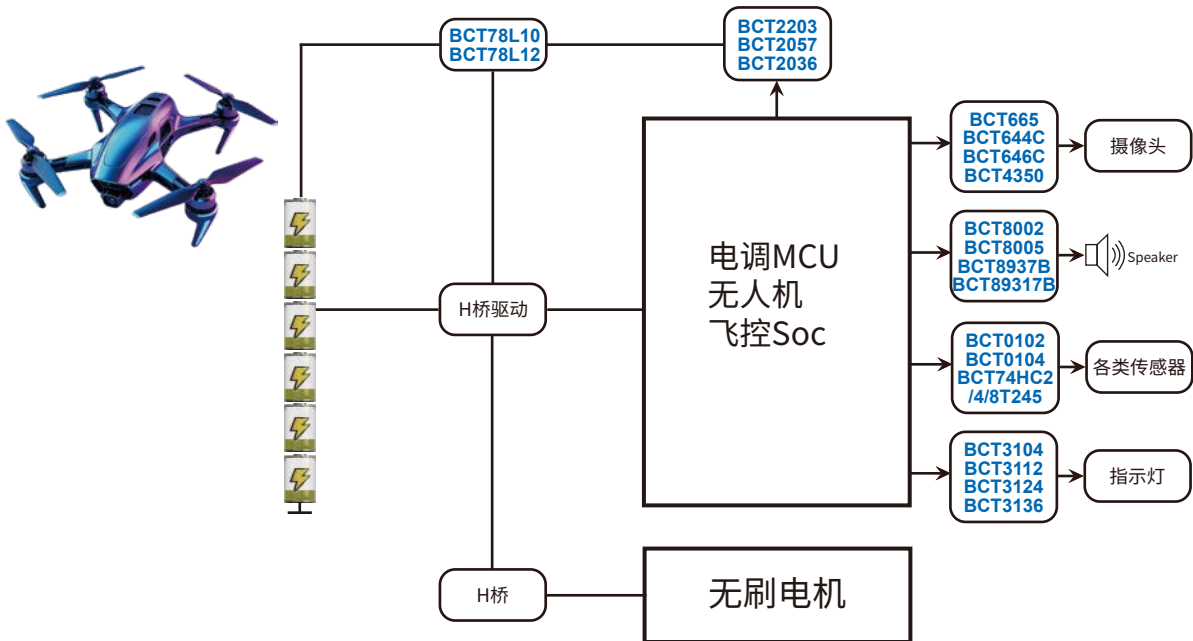 BCT78L10
BCT78L12
BCT2203
BCT2057
BCT2036
BCT665
BCT644C
BCT646C
BCT4350
摄像头
BCT8002
BCT8005
BCT8937B
BCT89317B
Speaker
电调MCU
无人机
飞控Soc
H桥驱动
BCT0102
BCT0104
BCT74HC2
/4/8T245
各类传感器
BCT3104
BCT3112
BCT3124
BCT3136
指示灯
H桥
无刷电机